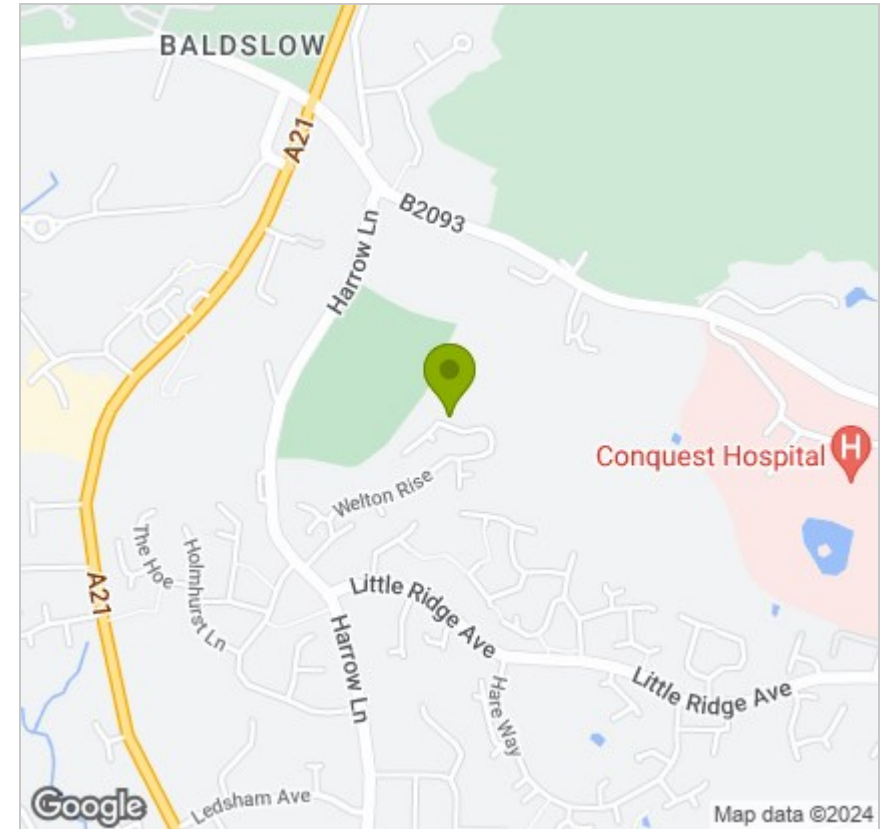 BALDSLOW
A21
B2093
Harrow Ln
Conquest Hospital
H
Welton Rise
The Hoe
Holmhurst Ln
A21
Little Ridge Ave
Harrow Ln
Hare Way
Little Ridge Ave
Ledsham Ave
Google
Map data ©2024